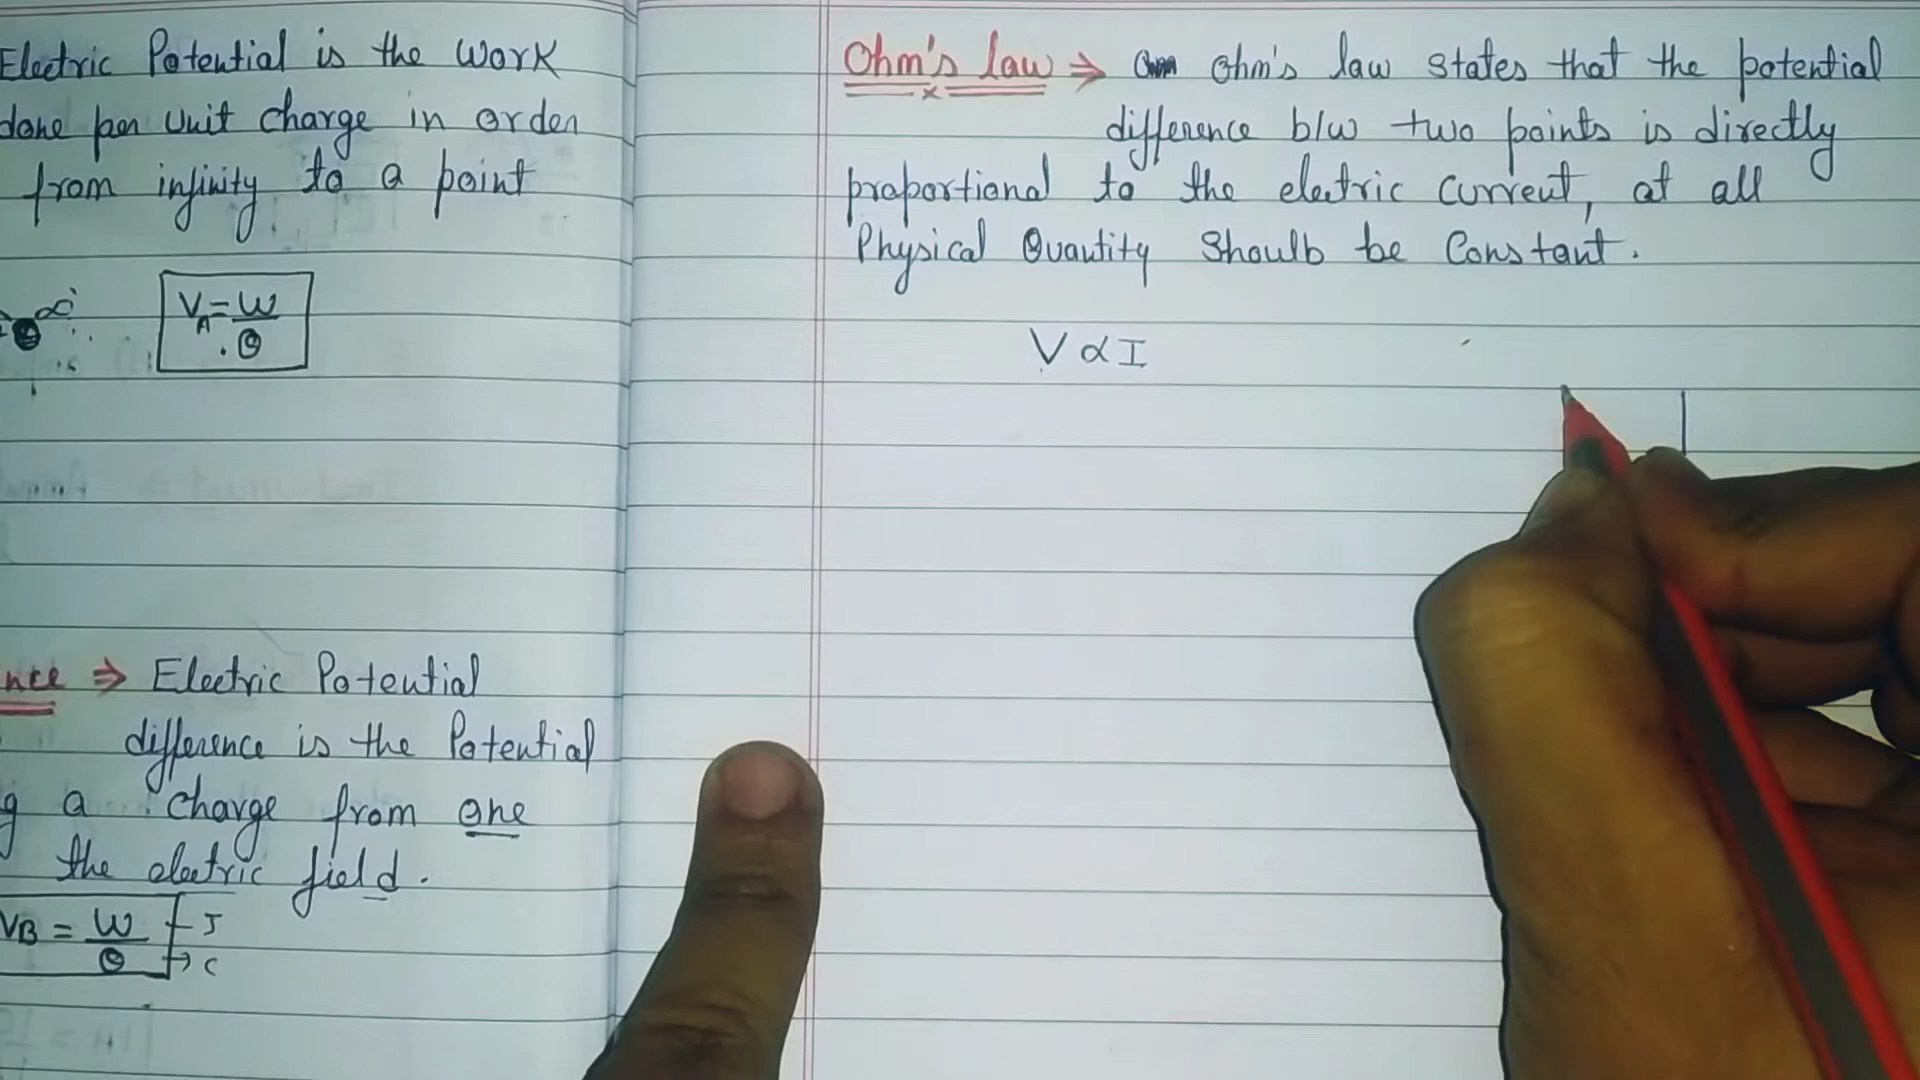 Electric Potential is the work
done per unit charge in order
from infinity to a point
∞
V_A = W/Q
nce ⇒ Electric Potential
difference is the Potential
g a charge from one
the electric field.
VB = W/Q → J
→ C
Ohm's law ⇒ Ohm's law states that the potential
difference b/w two points is directly
proportional to the electric current, at all
Physical Quantity Shoulb be Constant.
V ∝ I